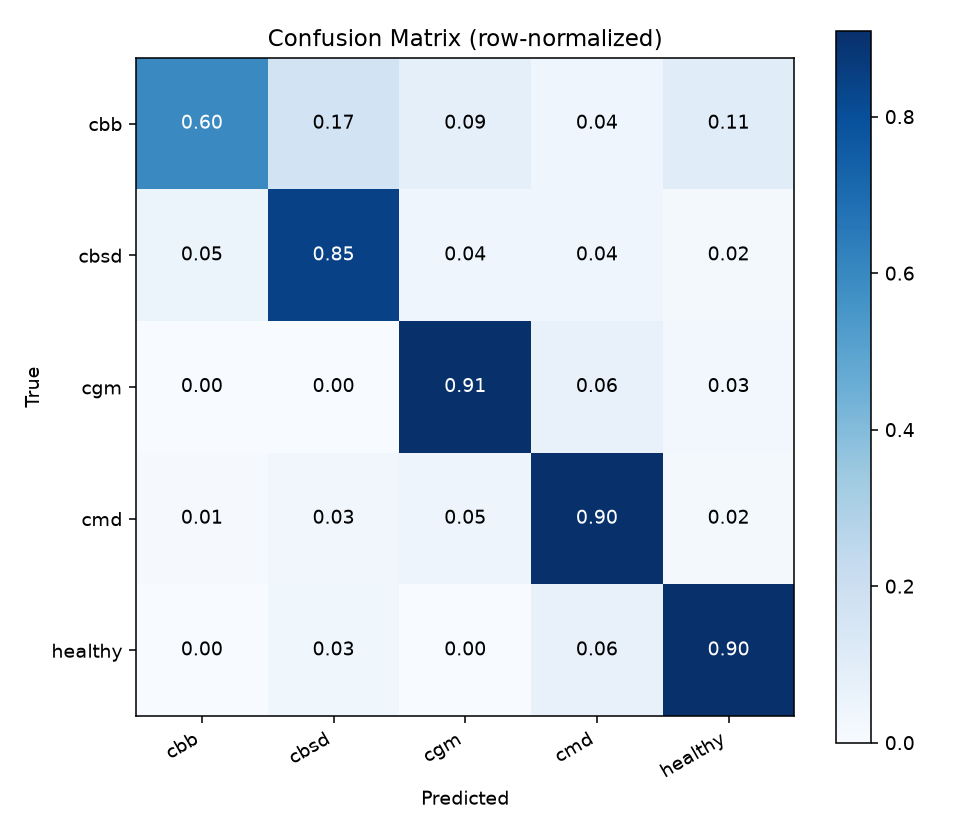 Confusion Matrix (row-normalized)
cbb 0.60 0.17 0.09 0.04 0.11
cbsd 0.05 0.85 0.04 0.04 0.02
cgm 0.00 0.00 0.91 0.06 0.03
cmd 0.01 0.03 0.05 0.90 0.02
healthy 0.00 0.03 0.00 0.06 0.90
cbb cbsd cgm cmd healthy
Predicted
True
0.8
0.6
0.4
0.2
0.0